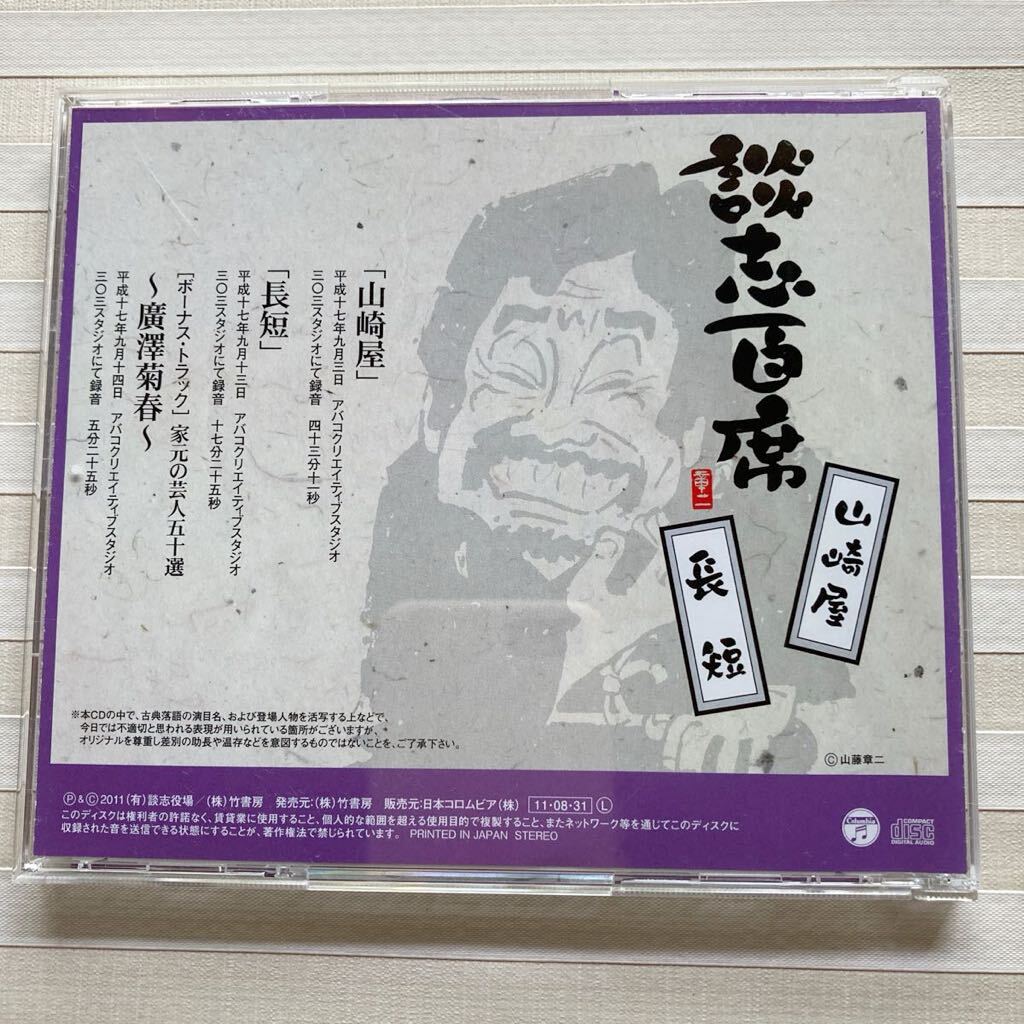 談志百席
山崎屋
長短
「山崎屋」
平成十七年九月三日 アバコクリエイティブスタジオ
三〇三スタジオにて録音 四十三分十一秒
「長短」
平成十七年九月十三日 アバコクリエイティブスタジオ
三〇三スタジオにて録音 十七分二十五秒
［ボーナス・トラック］ 家元の芸人五十選
〜廣澤菊春〜
平成十七年九月十四日 アバコクリエイティブスタジオ
三〇三スタジオにて録音 五分二十五秒
※本CDの中で、古典落語の演目名、および登場人物を活写する上などで、
今日では不適切と思われる表現が用いられている箇所がございますが、
オリジナルを尊重し差別の助長や温存などを意図するものではないことを、ご了承下さい。
Ⓒ山藤章二
Ⓟ&Ⓒ 2011 (有) 談志役場／(株) 竹書房 発売元:(株) 竹書房 販売元:日本コロムビア (株) 11・08・31 Ⓛ
このディスクは権利者の許諾なく、賃貸業に使用すること、個人的な範囲を超える使用目的で複製すること、またネットワーク等を通じてこのディスクに
収録された音を送信できる状態にすることが、著作権法で禁じられています。 PRINTED IN JAPAN STEREO
Columbia
COMPACT
disc
DIGITAL AUDIO